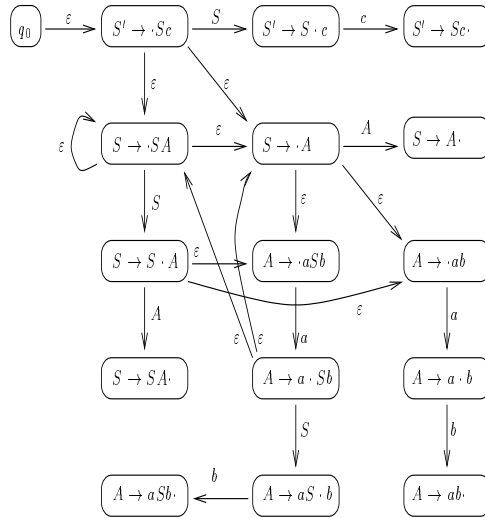 q₀ ε S′ → ·Sc S S′ → S · c c S′ → Sc·
ε ε
ε S → ·SA ε S → ·A A S → A·
S ε ε
S → S · A ε A → ·aSb A → ·ab
A ε ε a ε a
S → SA· A → a · Sb A → a · b
S b
A → aSb· b A → aS · b A → ab·